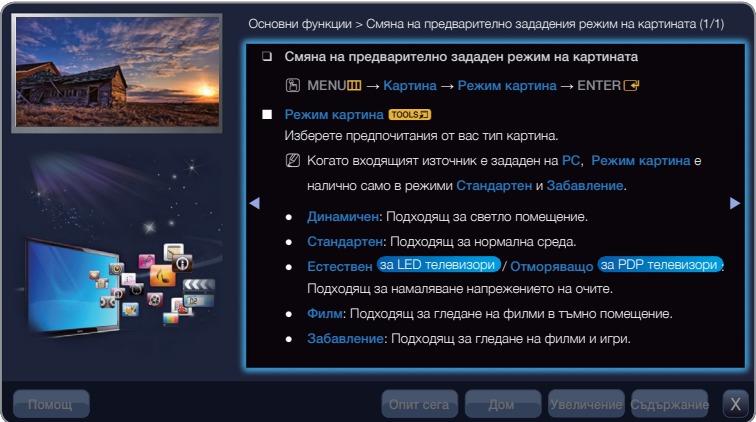 Основни функции > Смяна на предварително зададения режим на картината (1/1)
❑ Смяна на предварително зададен режим на картината
MENU → Картина → Режим картина → ENTER
■ Режим картина TOOLS
Изберете предпочитания от вас тип картина.
Когато входящият източник е зададен на PC, Режим картина е
налично само в режими Стандартен и Забавление.
● Динамичен: Подходящ за светло помещение.
● Стандартен: Подходящ за нормална среда.
● Естествен за LED телевизори / Отморяващо за PDP телевизори :
Подходящ за намаляване напрежението на очите.
● Филм: Подходящ за гледане на филми в тъмно помещение.
● Забавление: Подходящ за гледане на филми и игри.
Помощ Опит сега Дом Увеличение Съдържание X